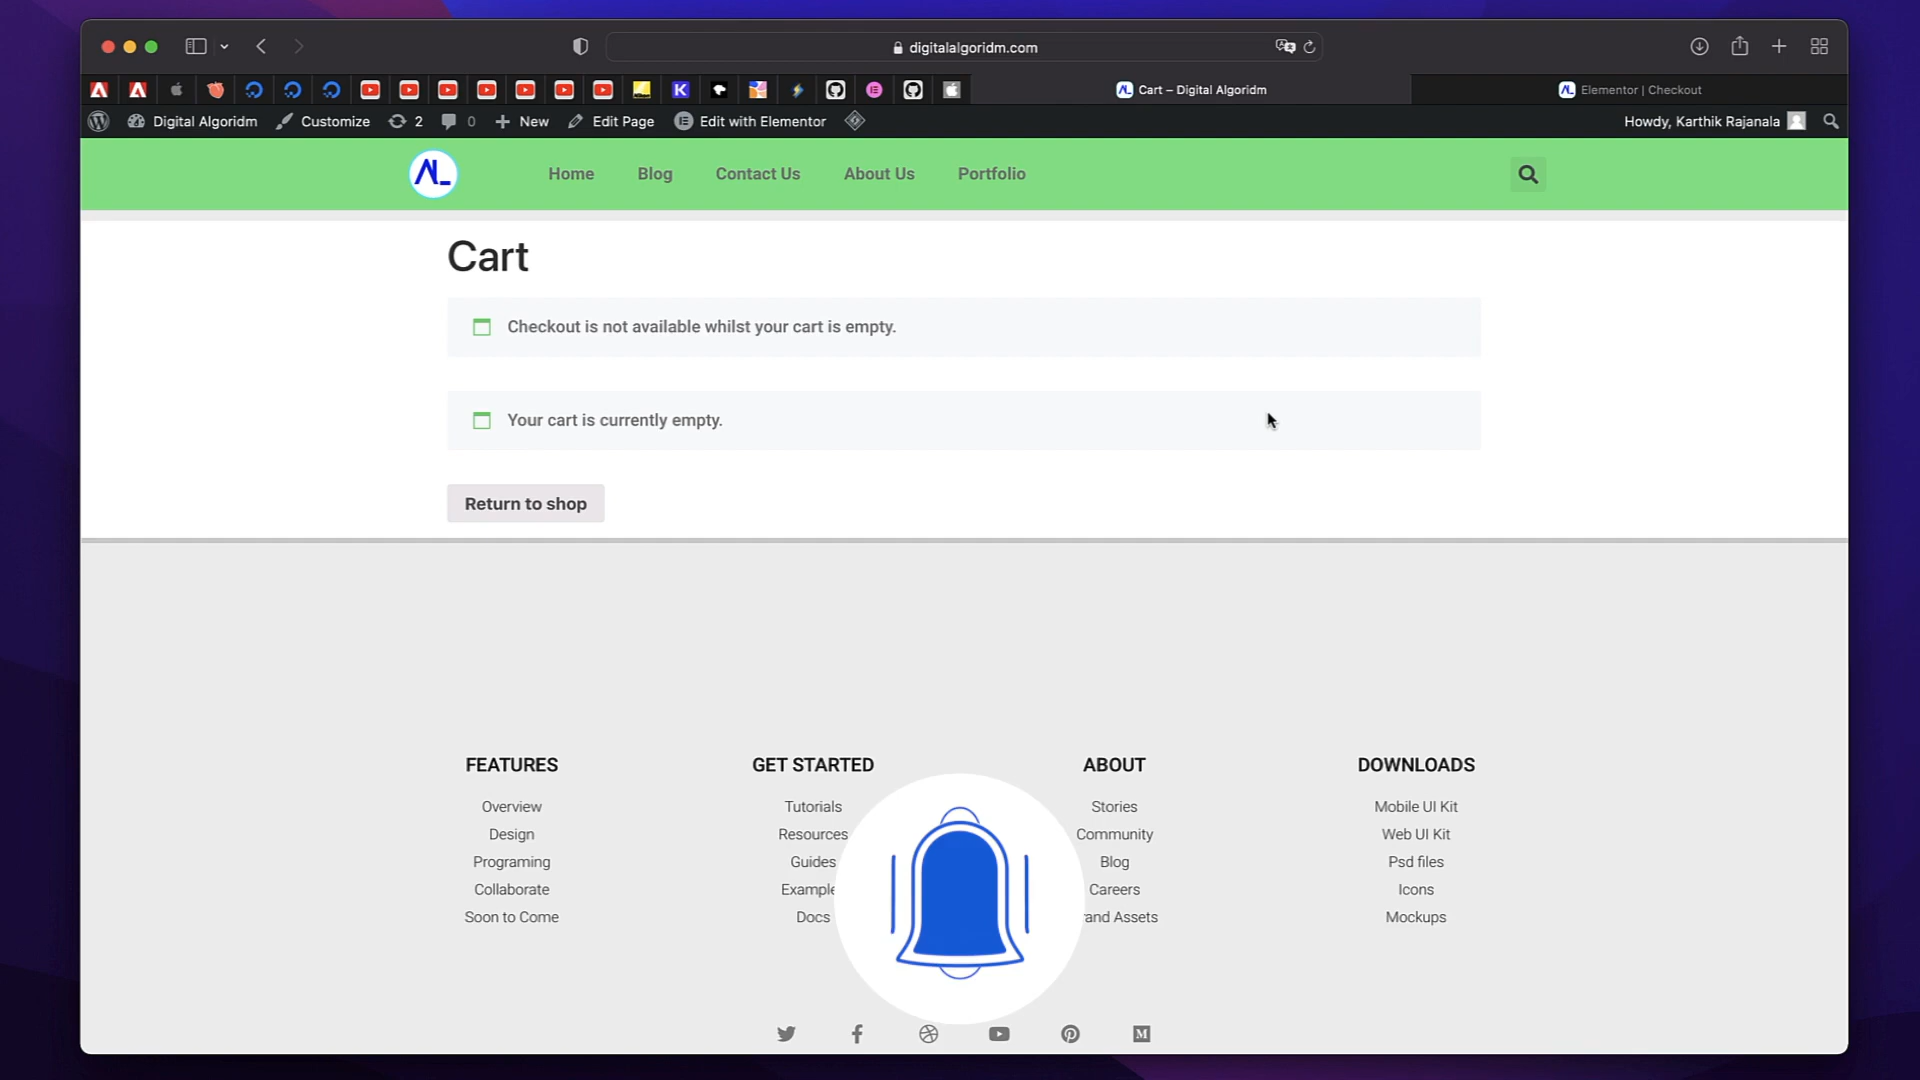 digitalalgoridm.com
Cart – Digital Algoridm
Elementor | Checkout
Digital Algoridm
Customize
2
0
New
Edit Page
Edit with Elementor
Howdy, Karthik Rajanala
Home
Blog
Contact Us
About Us
Portfolio
Cart
Checkout is not available whilst your cart is empty.
Your cart is currently empty.
Return to shop
FEATURES
Overview
Design
Programing
Collaborate
Soon to Come
GET STARTED
Tutorials
Resources
Guides
Example
Docs
ABOUT
Stories
Community
Blog
Careers
and Assets
DOWNLOADS
Mobile UI Kit
Web UI Kit
Psd files
Icons
Mockups